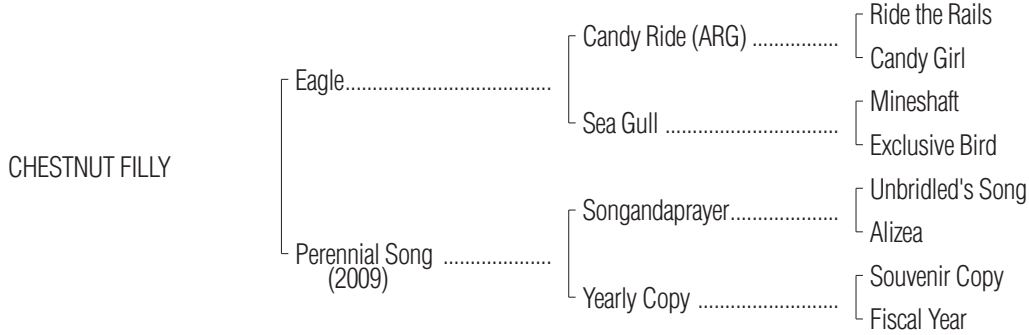 Ride the Rails
Candy Ride (ARG) ................
Candy Girl
Eagle......................................
Mineshaft
Sea Gull ................................
Exclusive Bird
CHESTNUT FILLY
Unbridled's Song
Songandaprayer....................
Alizea
Perennial Song ....................
(2009)
Souvenir Copy
Yearly Copy ..........................
Fiscal Year